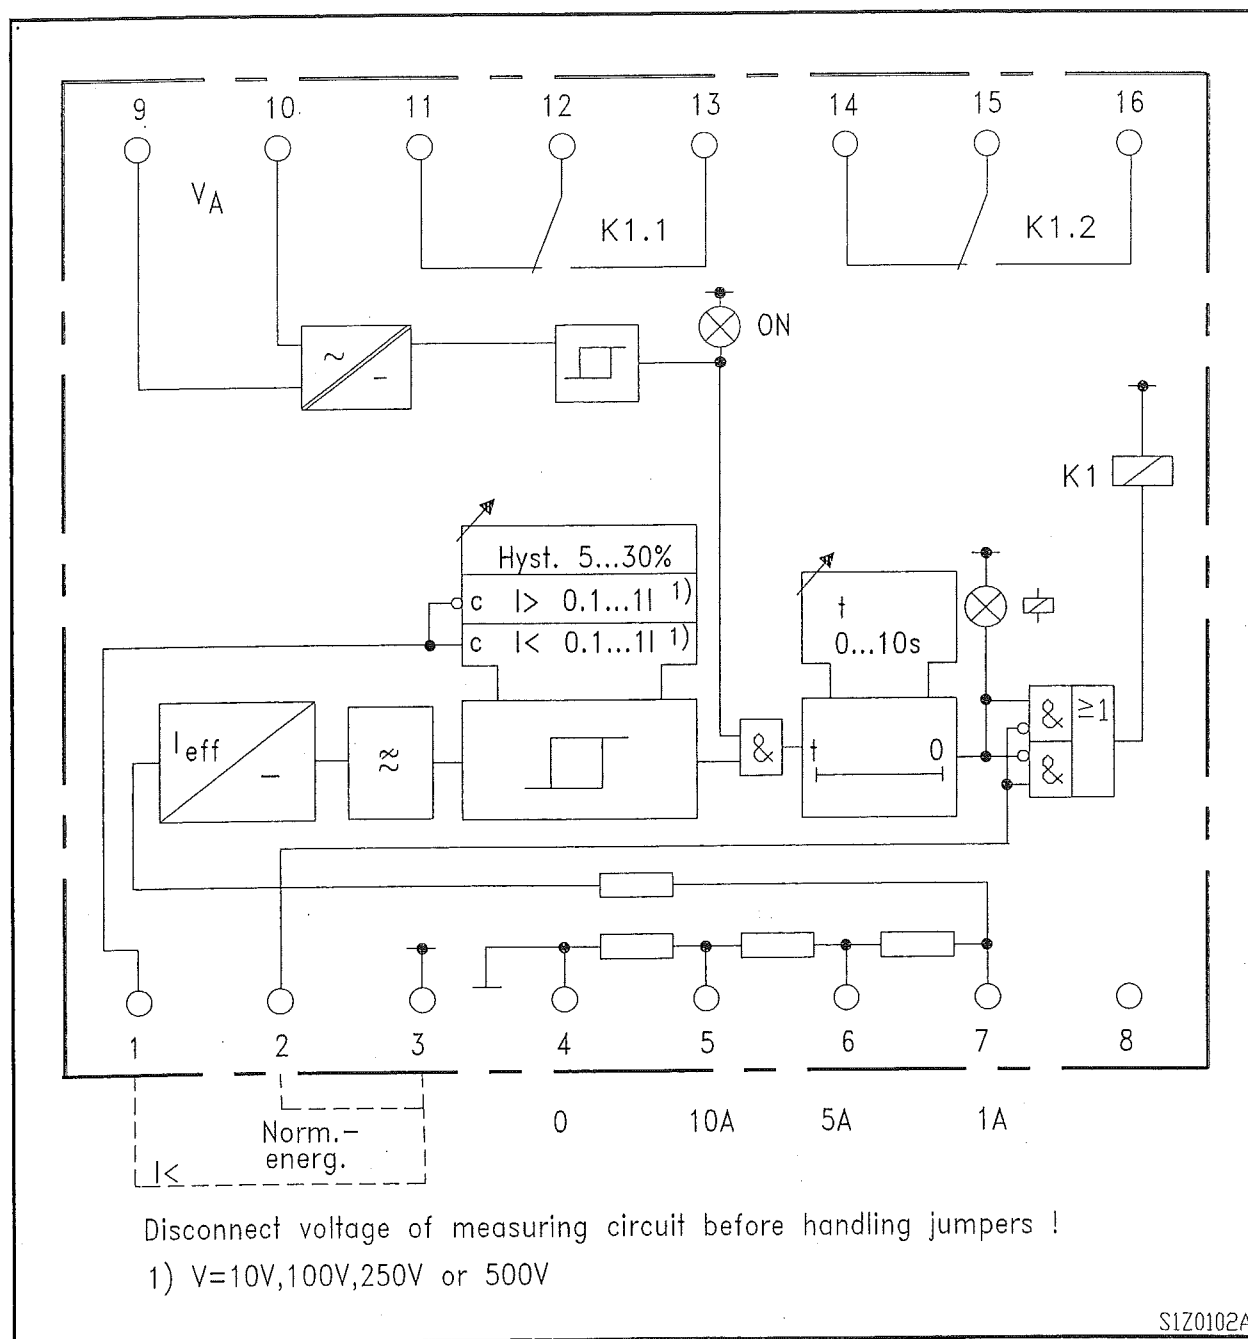 9 10 11 12 13 14 15 16
VA
K1.1
K1.2
ON
~
–
K1
Hyst. 5...30%
c I> 0.1...1I 1)
c I< 0.1...1I 1)
t
0...10s
Ieff
–
≈
&
t 0
&
≥1
&
1 2 3 4 5 6 7 8
0 10A 5A 1A
Norm.-
energ.
I<
Disconnect voltage of measuring circuit before handling jumpers !
1) V=10V,100V,250V or 500V
S1Z0102A